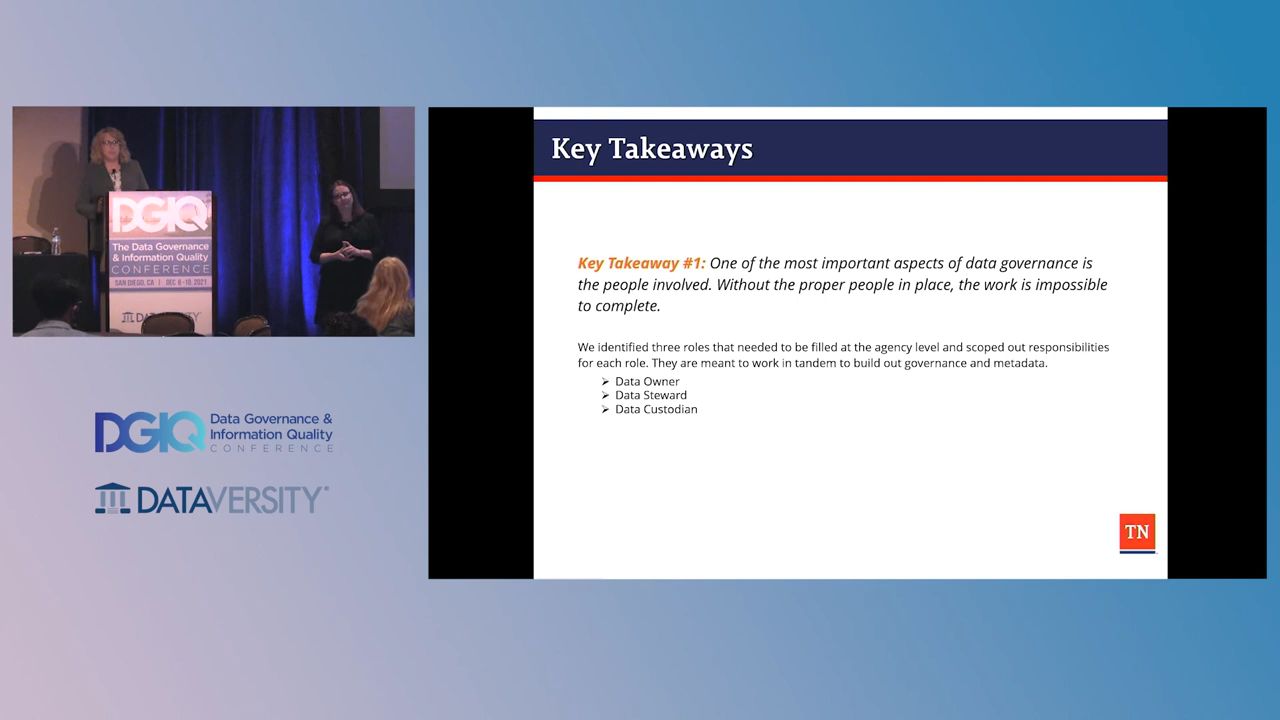 DGIQ
The Data Governance
& Information Quality
CONFERENCE
SAN DIEGO, CA | DEC 6-10, 2021
DATAVERSITY
DGIQ
Data Governance &
Information Quality
CONFERENCE
DATAVERSITY
Key Takeaways
Key Takeaway #1: One of the most important aspects of data governance is
the people involved. Without the proper people in place, the work is impossible
to complete.
We identified three roles that needed to be filled at the agency level and scoped out responsibilities
for each role. They are meant to work in tandem to build out governance and metadata.
➢ Data Owner
➢ Data Steward
➢ Data Custodian
TN